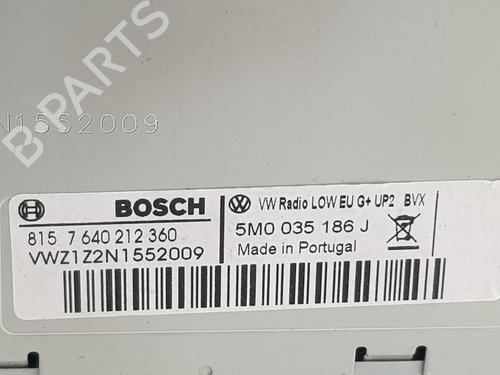 N1552009
BOSCH
VW Radio LOW EU G+ UP2 BVX
815 7 640 212 360
5M0 035 186 J
VWZ1Z2N1552009
Made in Portugal
B-PARTS